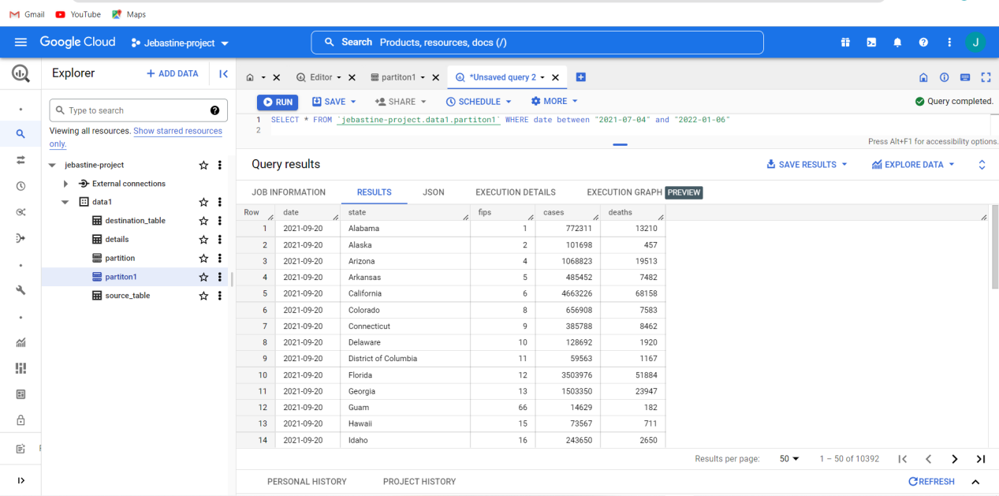 Gmail YouTube Maps
Google Cloud Jebastine-project Search Products, resources, docs (/) J
Explorer + ADD DATA
Editor partiton1 *Unsaved query 2
RUN SAVE SHARE SCHEDULE MORE Query completed.
Type to search
Viewing all resources. Show starred resources
only.
1 SELECT * FROM `jebastine-project.data1.partiton1` WHERE date between "2021-07-04" and "2022-01-06"
2
Press Alt+F1 for accessibility options.
jebastine-project
External connections
data1
destination_table
details
partition
partiton1
source_table
Query results SAVE RESULTS EXPLORE DATA
JOB INFORMATION RESULTS JSON EXECUTION DETAILS EXECUTION GRAPH PREVIEW
Row date state fips cases deaths
1 2021-09-20 Alabama 1 772311 13210
2 2021-09-20 Alaska 2 101698 457
3 2021-09-20 Arizona 4 1068823 19513
4 2021-09-20 Arkansas 5 485452 7482
5 2021-09-20 California 6 4663226 68158
6 2021-09-20 Colorado 8 656908 7583
7 2021-09-20 Connecticut 9 385788 8462
8 2021-09-20 Delaware 10 128692 1920
9 2021-09-20 District of Columbia 11 59563 1167
10 2021-09-20 Florida 12 3503976 51884
11 2021-09-20 Georgia 13 1503350 23947
12 2021-09-20 Guam 66 14629 182
13 2021-09-20 Hawaii 15 73567 711
14 2021-09-20 Idaho 16 243650 2650
Results per page: 50 1 – 50 of 10392
PERSONAL HISTORY PROJECT HISTORY REFRESH